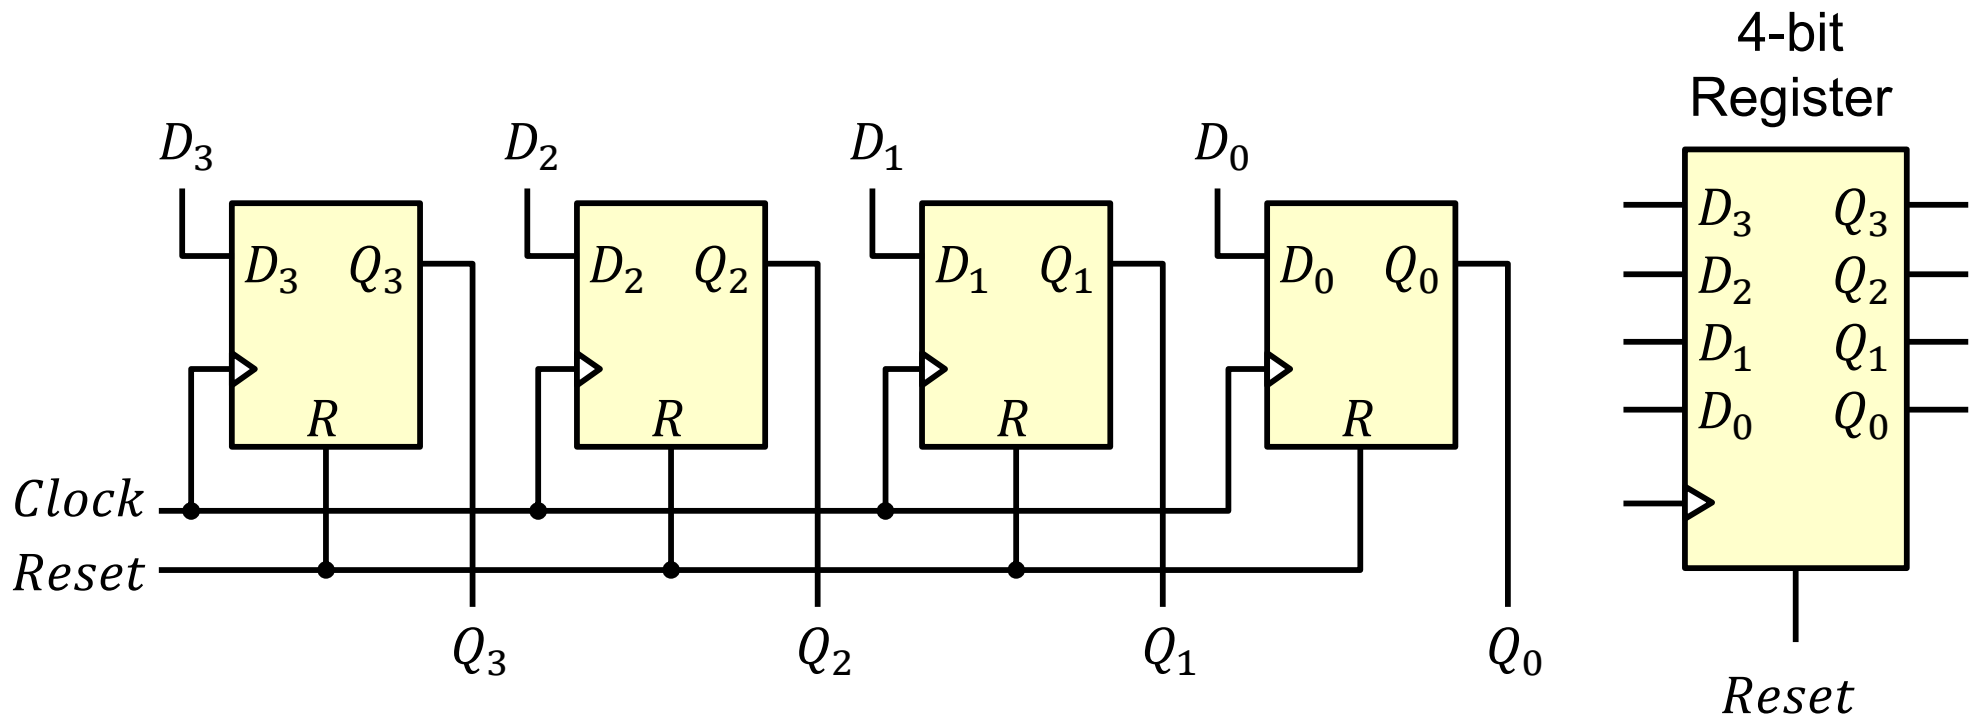 4-bit
Register
D₃ D₂ D₁ D₀
D₃ Q₃ D₂ Q₂ D₁ Q₁ D₀ Q₀
R R R R
Clock
Reset
Q₃ Q₂ Q₁ Q₀
D₃ Q₃
D₂ Q₂
D₁ Q₁
D₀ Q₀
Reset